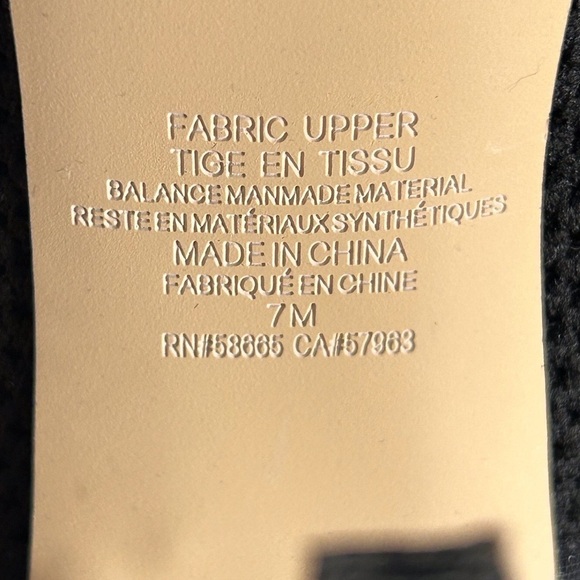 FABRIC UPPER
TIGE EN TISSU
BALANCE MANMADE MATERIAL
RESTE EN MATÉRIAUX SYNTHÉTIQUES
MADE IN CHINA
FABRIQUÉ EN CHINE
7 M
RN#58665 CA#57963